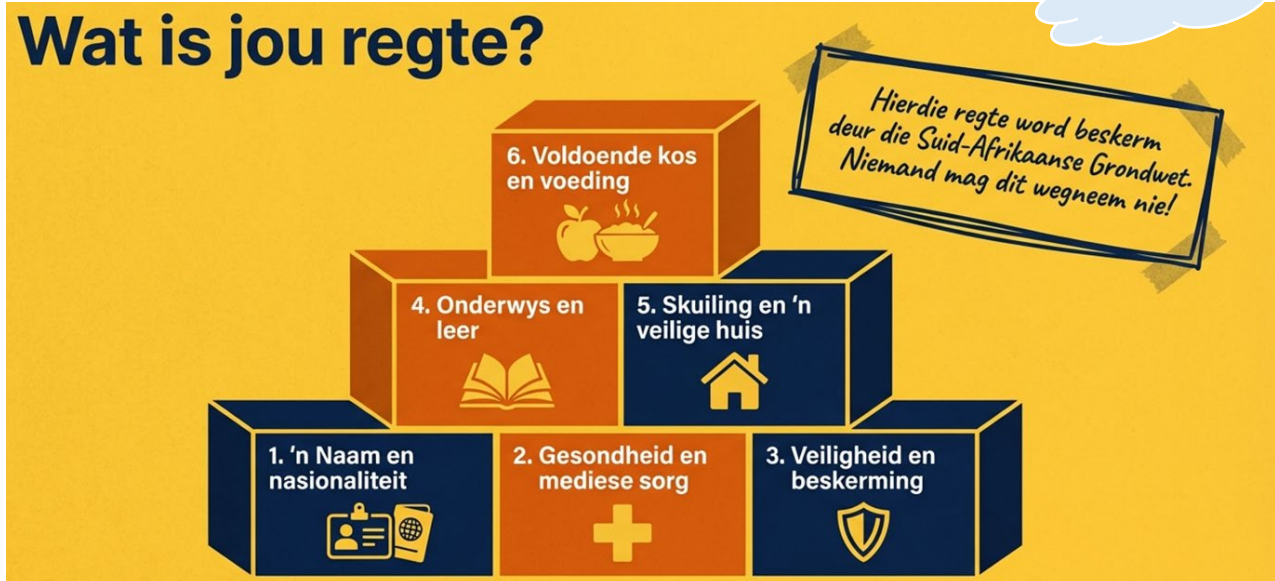 Wat is jou regte?
Hierdie regte word beskerm
deur die Suid-Afrikaanse Grondwet.
Niemand mag dit wegneem nie!
6. Voldoende kos
en voeding
4. Onderwys en
leer
5. Skuiling en ‘n
veilige huis
1. ‘n Naam en
nasionaliteit
2. Gesondheid en
mediese sorg
3. Veiligheid en
beskerming